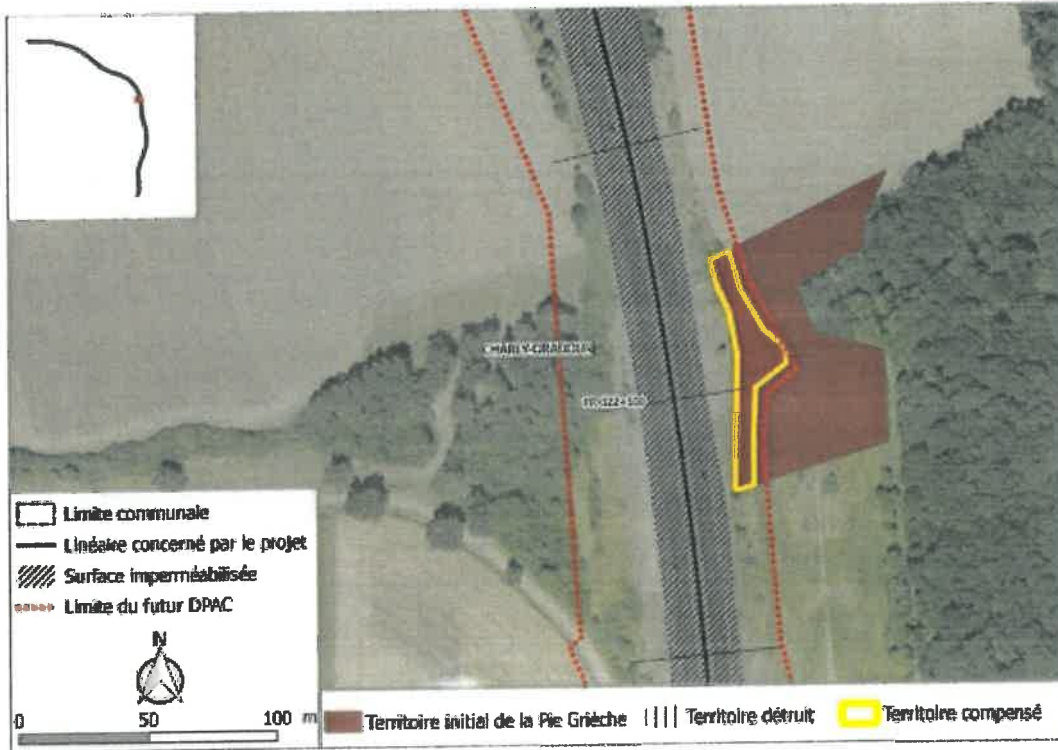 CHARLY-ORADOUR
Limite communale
Linéaire concerné par le projet
Surface imperméabilisée
Limite du futur DPAC
N
0 50 100 m
Territoire initial de la Pie Grièche
Territoire détruit
Territoire compensé